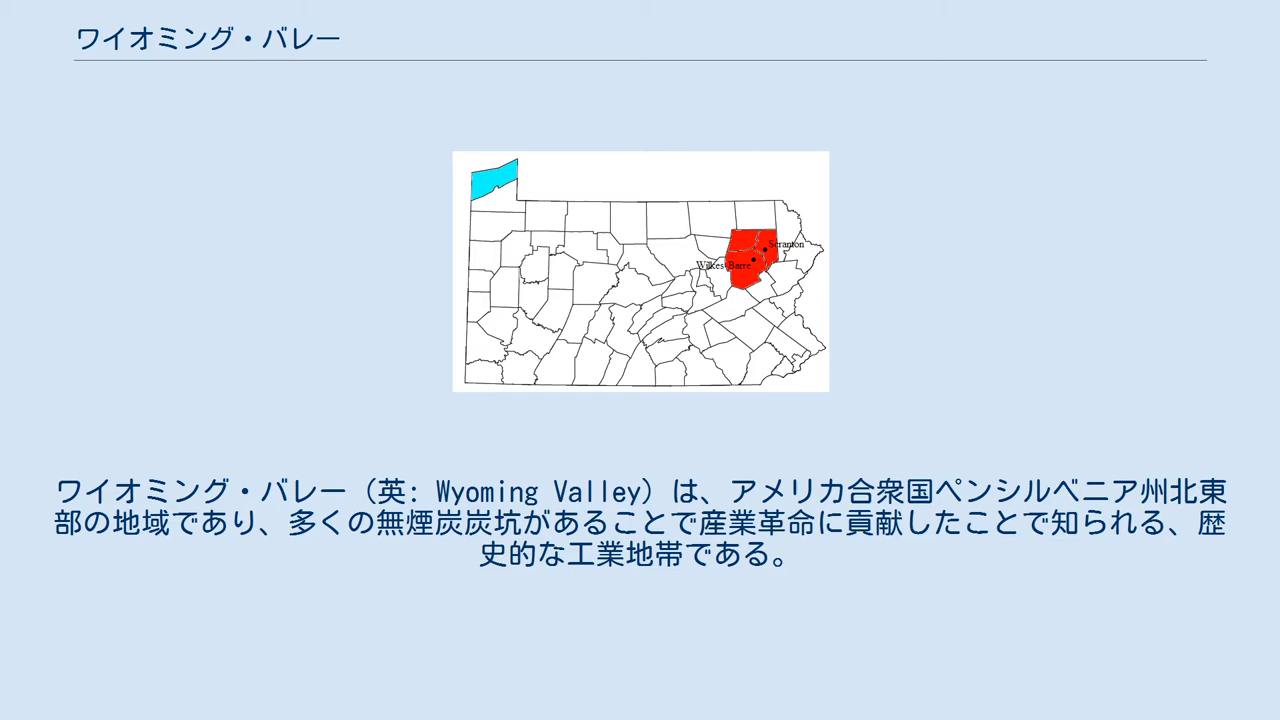 ワイオミング・バレー
Scranton
Wilkes-Barre
ワイオミング・バレー（英: Wyoming Valley）は、アメリカ合衆国ペンシルベニア州北東
部の地域であり、多くの無煙炭炭坑があることで産業革命に貢献したことで知られる、歴
史的な工業地帯である。